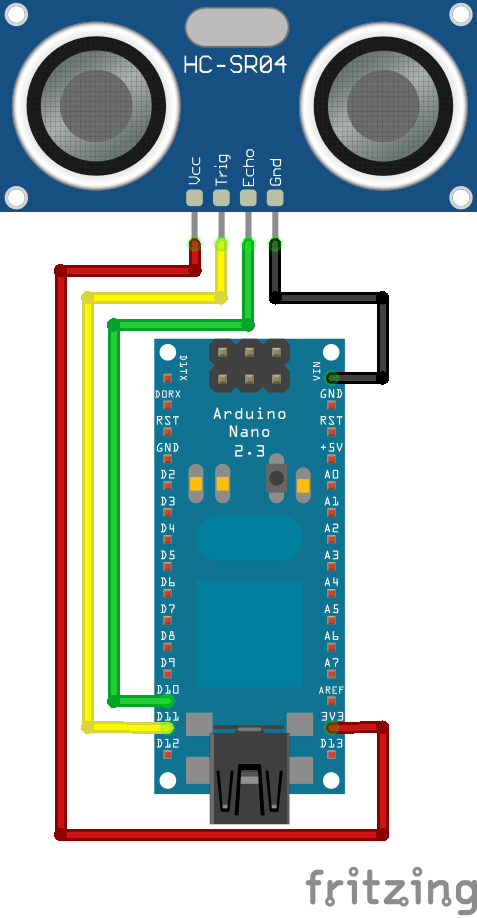 HC-SR04
Vcc
Trig
Echo
Gnd
D1TX
VIN
D0RX
GND
RST
RST
GND
+5V
D2
A0
D3
A1
D4
A2
D5
A3
D6
A4
D7
A5
D8
A6
D9
A7
D10
AREF
D11
3V3
D12
D13
Arduino
Nano
2.3
fritzing